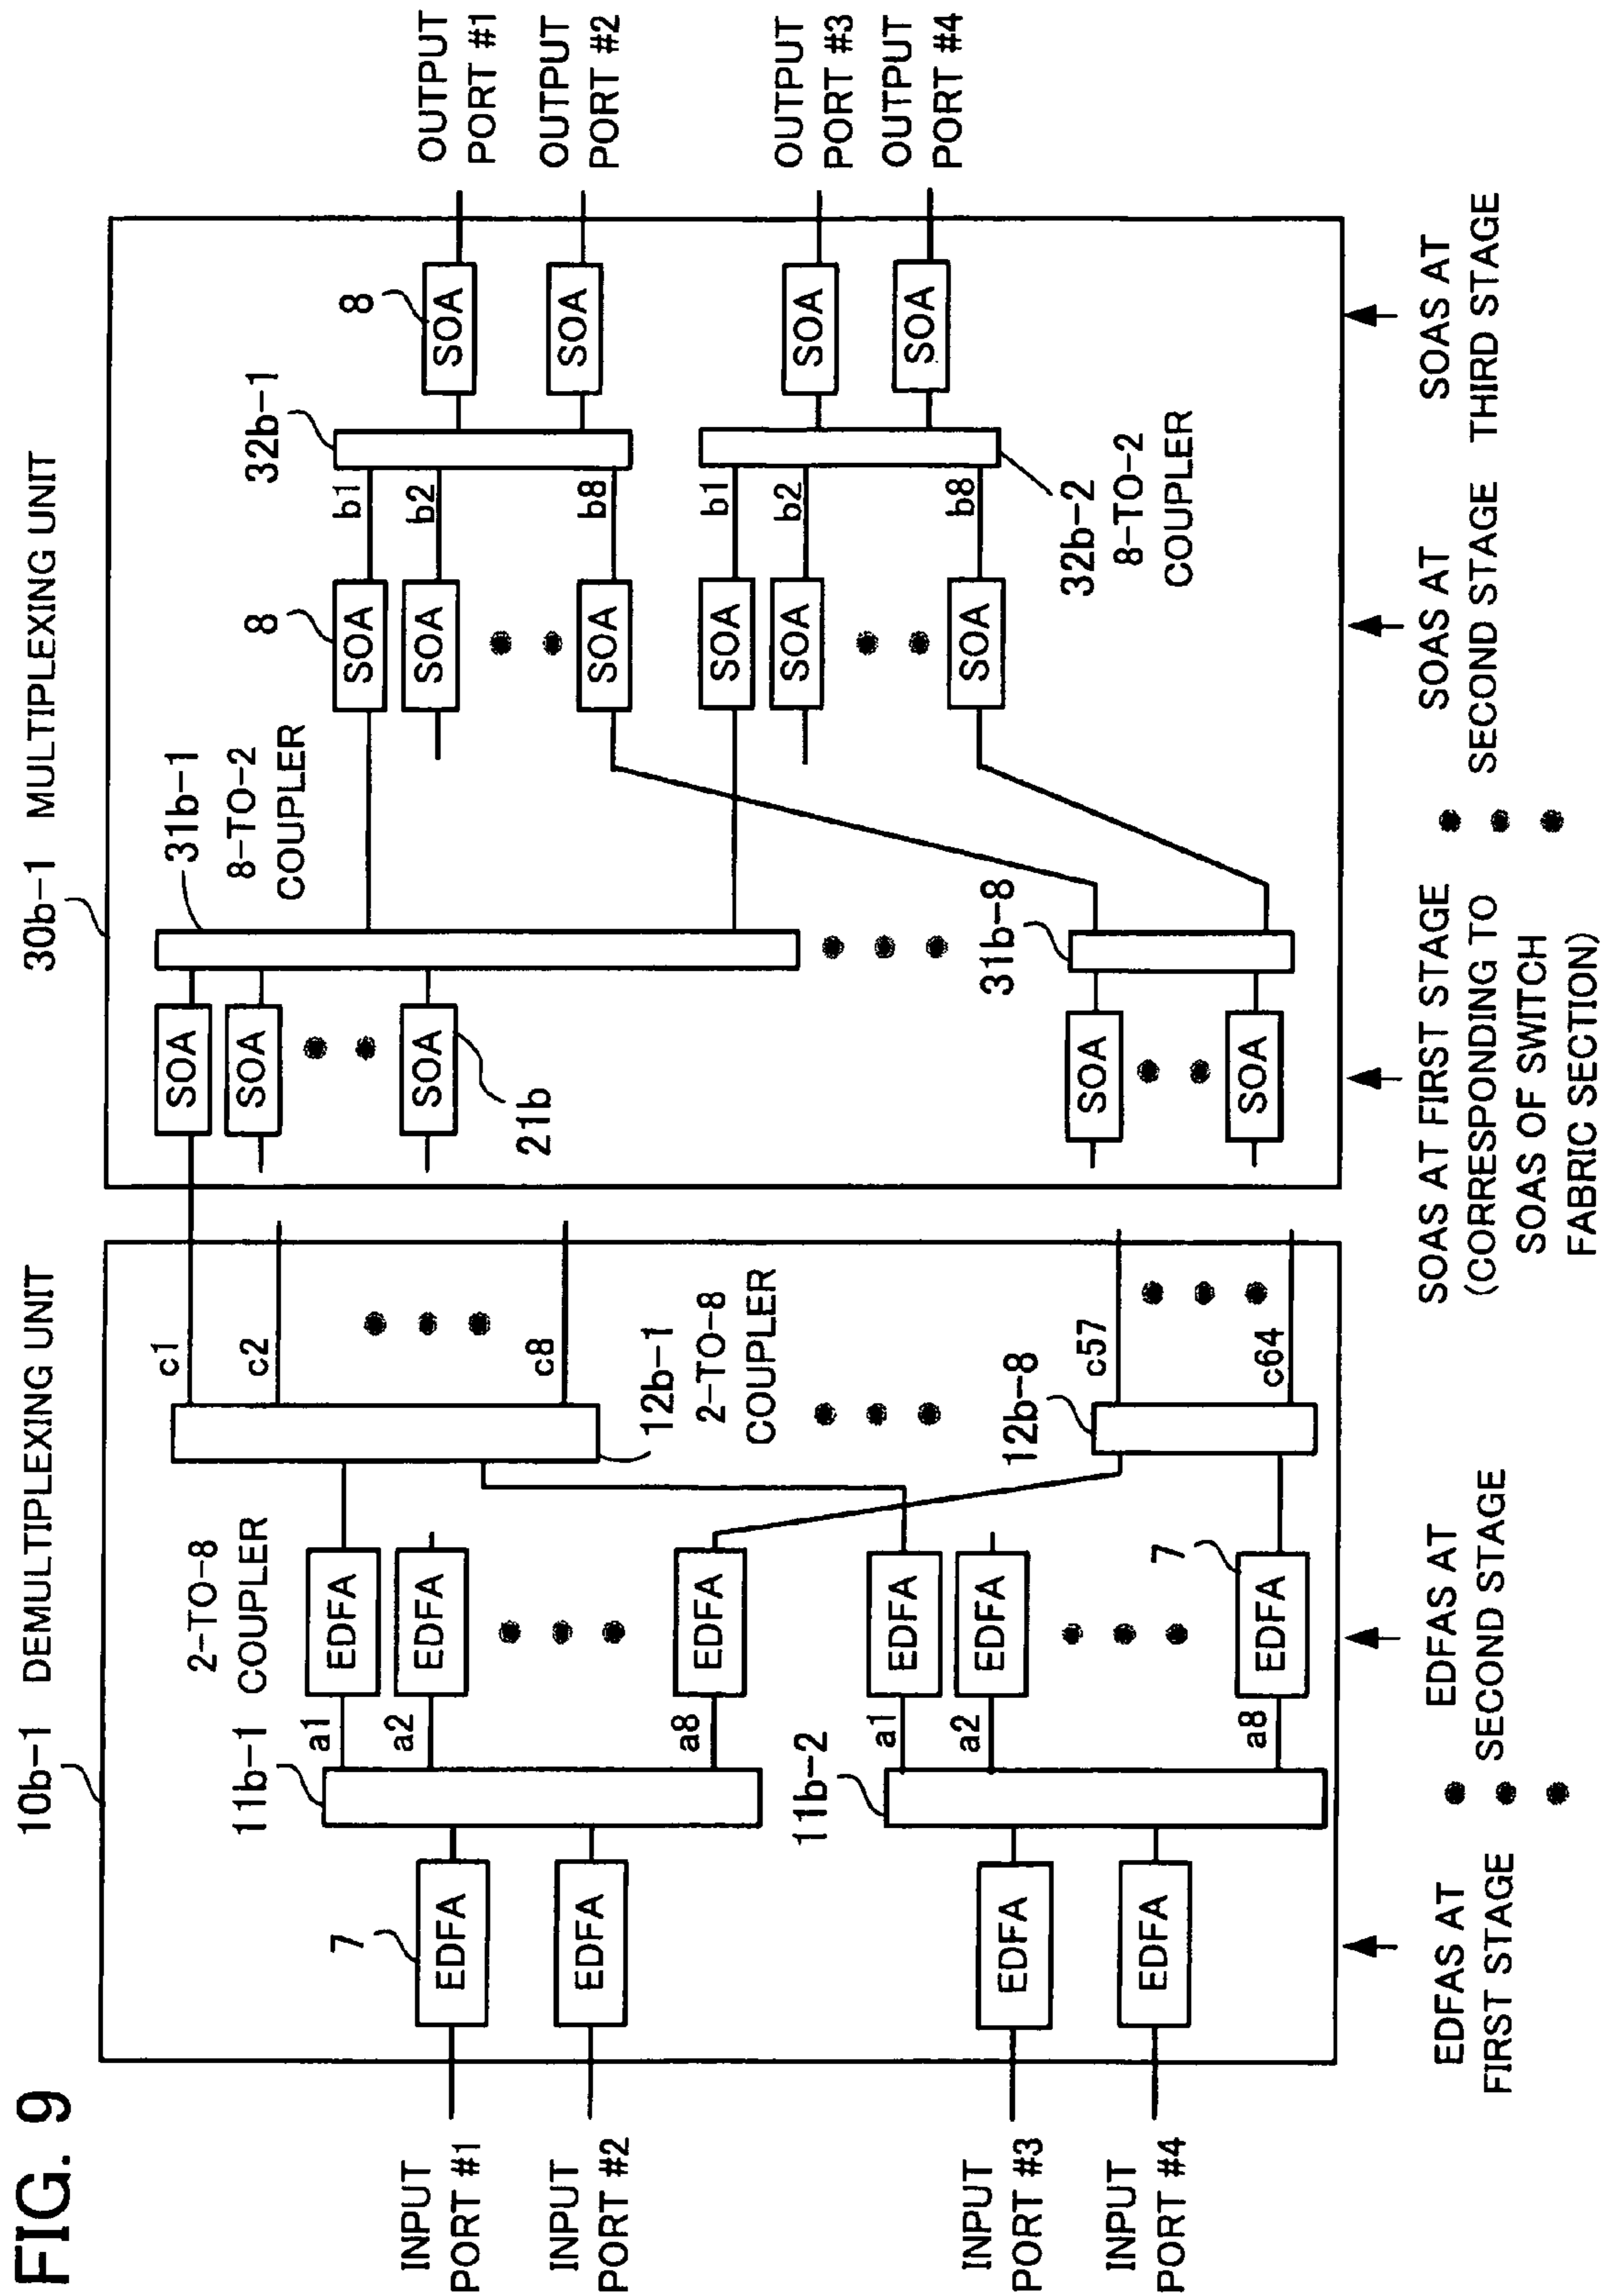 FIG. 9
10b-1 DEMULTIPLEXING UNIT
30b-1 MULTIPLEXING UNIT
INPUT
PORT #1
INPUT
PORT #2
INPUT
PORT #3
INPUT
PORT #4
7
EDFA
EDFA
EDFA
EDFA
11b-1
2-TO-8
COUPLER
11b-2
a1
a2
a8
a1
a2
a8
EDFA
EDFA
EDFA
EDFA
EDFA
7
EDFA
12b-1
2-TO-8
COUPLER
12b-8
c1
c2
c8
c57
c64
SOA
SOA
SOA
21b
SOA
SOA
31b-1
8-TO-2
COUPLER
31b-8
8
SOA
SOA
SOA
SOA
SOA
SOA
b1
b2
b8
b1
b2
b8
32b-1
32b-2
8-TO-2
COUPLER
8
SOA
SOA
SOA
SOA
OUTPUT
PORT #1
OUTPUT
PORT #2
OUTPUT
PORT #3
OUTPUT
PORT #4
EDFAS AT
FIRST STAGE
EDFAS AT
SECOND STAGE
SOAS AT FIRST STAGE
(CORRESPONDING TO
SOAS OF SWITCH
FABRIC SECTION)
SOAS AT
SECOND STAGE
SOAS AT
THIRD STAGE